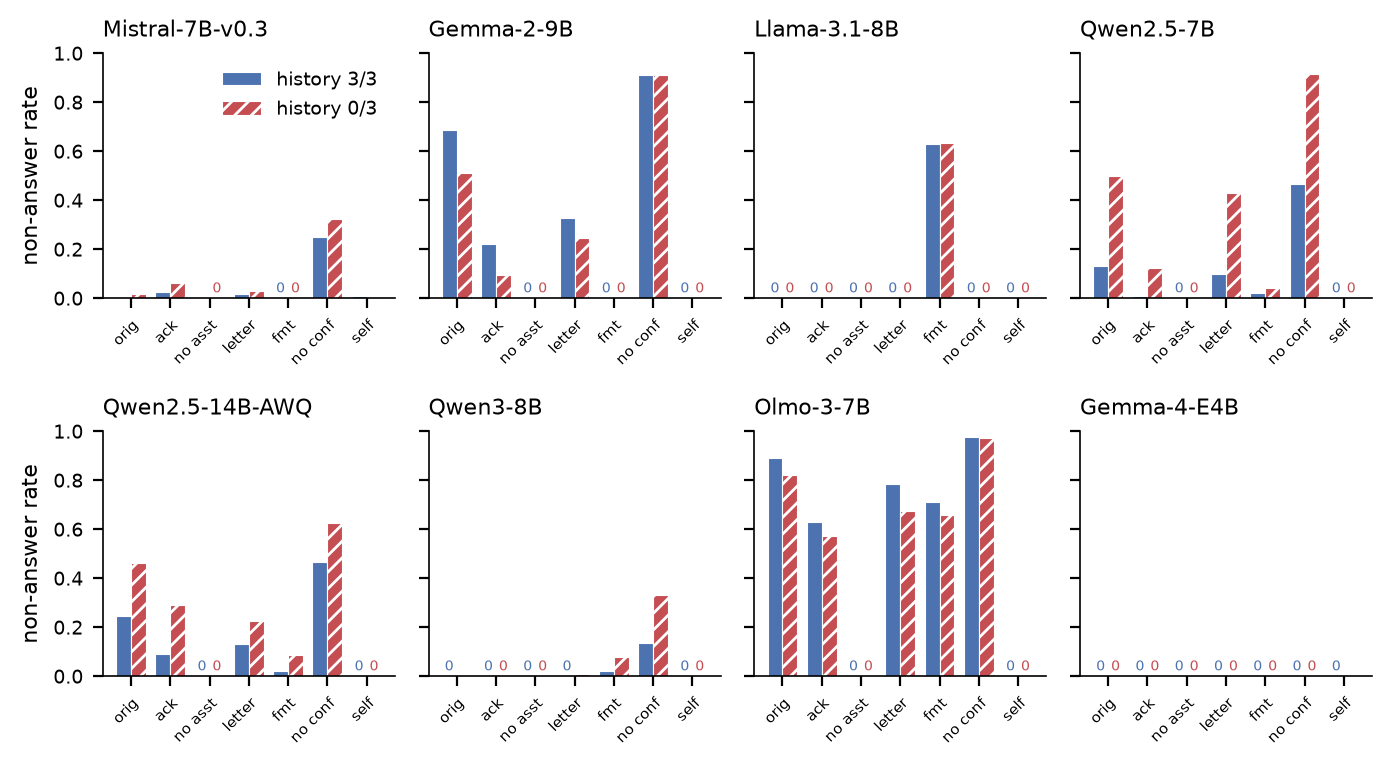 Mistral-7B-v0.3
Gemma-2-9B
Llama-3.1-8B
Qwen2.5-7B
non-answer rate
1.0
0.8
0.6
0.4
0.2
0.0
history 3/3
history 0/3
0 0 0
0 0 0 0 0 0
0 0 0 0 0 0 0 0 0 0 0 0
0 0 0 0
orig ack no asst letter fmt no conf self
orig ack no asst letter fmt no conf self
orig ack no asst letter fmt no conf self
orig ack no asst letter fmt no conf self
Qwen2.5-14B-AWQ
Qwen3-8B
Olmo-3-7B
Gemma-4-E4B
non-answer rate
1.0
0.8
0.6
0.4
0.2
0.0
0 0 0 0
0 0 0 0 0 0 0 0
0 0 0 0
0 0 0 0 0 0 0 0 0 0 0 0 0
orig ack no asst letter fmt no conf self
orig ack no asst letter fmt no conf self
orig ack no asst letter fmt no conf self
orig ack no asst letter fmt no conf self